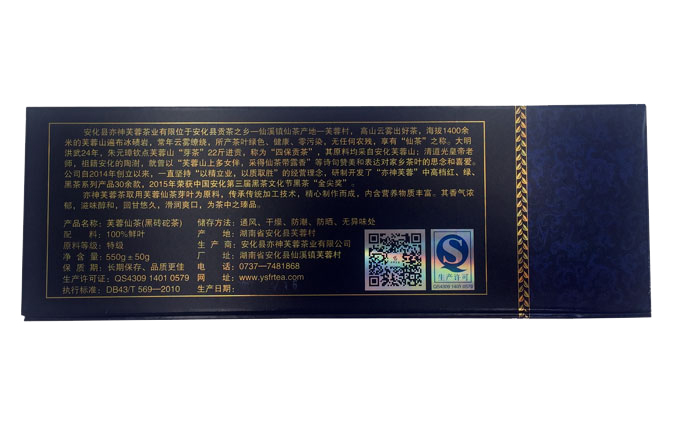 安化县亦神芙蓉茶业有限位于安化县贡茶之乡—仙溪镇仙茶产地—芙蓉村，高山云雾出好茶，海拔1400余
米的芙蓉山遍布冰碛岩，常年云雾缭绕，所产茶叶绿色、健康、零污染，无任何农残，享有“仙茶”之称。大明
洪武24年，朱元璋钦点芙蓉山“芽茶”22斤进贡，称为“四保贡茶”，其原料均采自安化芙蓉山；清道光皇帝老
师，祖籍安化的陶澍，就曾以“芙蓉山上多女伴，采得仙茶带露香”等诗句赞美和表达对家乡茶叶的思念和喜爱。
公司自2014年创立以来，一直坚持“以精立业，以质取胜”的经营理念，研制开发了“亦神芙蓉”中高档红、绿、
黑茶系列产品30余款，2015年荣获中国安化第三届黑茶文化节黑茶“金尖奖”。
亦神芙蓉茶取用芙蓉仙茶芽叶为原料，传承传统加工技术，精心制作而成，内含营养物质丰富。其香气浓
郁，滋味醇和，回甘悠久，滑润爽口，为茶中之臻品。
产品名称：芙蓉仙茶(黑砖砣茶) 储存方法：通风、干燥、防潮、防晒、无异味处
配 料：100%鲜叶 产 地：湖南省安化县芙蓉村
原料等级：特级 生 产 商：安化县亦神芙蓉茶业有限公司
净 含 量：550g±50g 厂 址：湖南省安化县仙溪镇芙蓉村
保 质 期：长期保存、品质更佳 电 话：0737—7481868
生产许可证：QS4309 1401 0579 网 址：www.ysfrtea.com
执行标准：DB43/T 569—2010 生产日期：
生产许可
QS4309 1401 0579